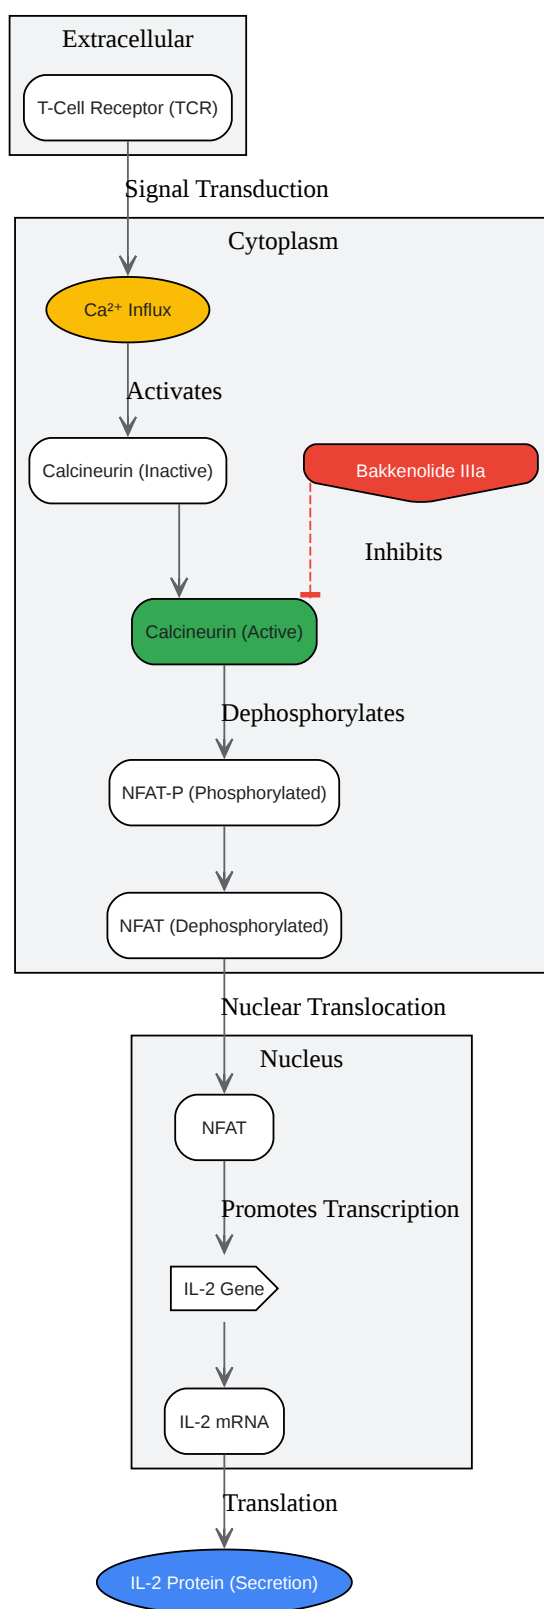 Extracellular
T-Cell Receptor (TCR)
Signal Transduction
Cytoplasm
Ca²⁺ Influx
Activates
Calcineurin (Inactive)
Bakkenolide IIIa
Inhibits
Calcineurin (Active)
Dephosphorylates
NFAT-P (Phosphorylated)
NFAT (Dephosphorylated)
Nuclear Translocation
Nucleus
NFAT
Promotes Transcription
IL-2 Gene
IL-2 mRNA
Translation
IL-2 Protein (Secretion)